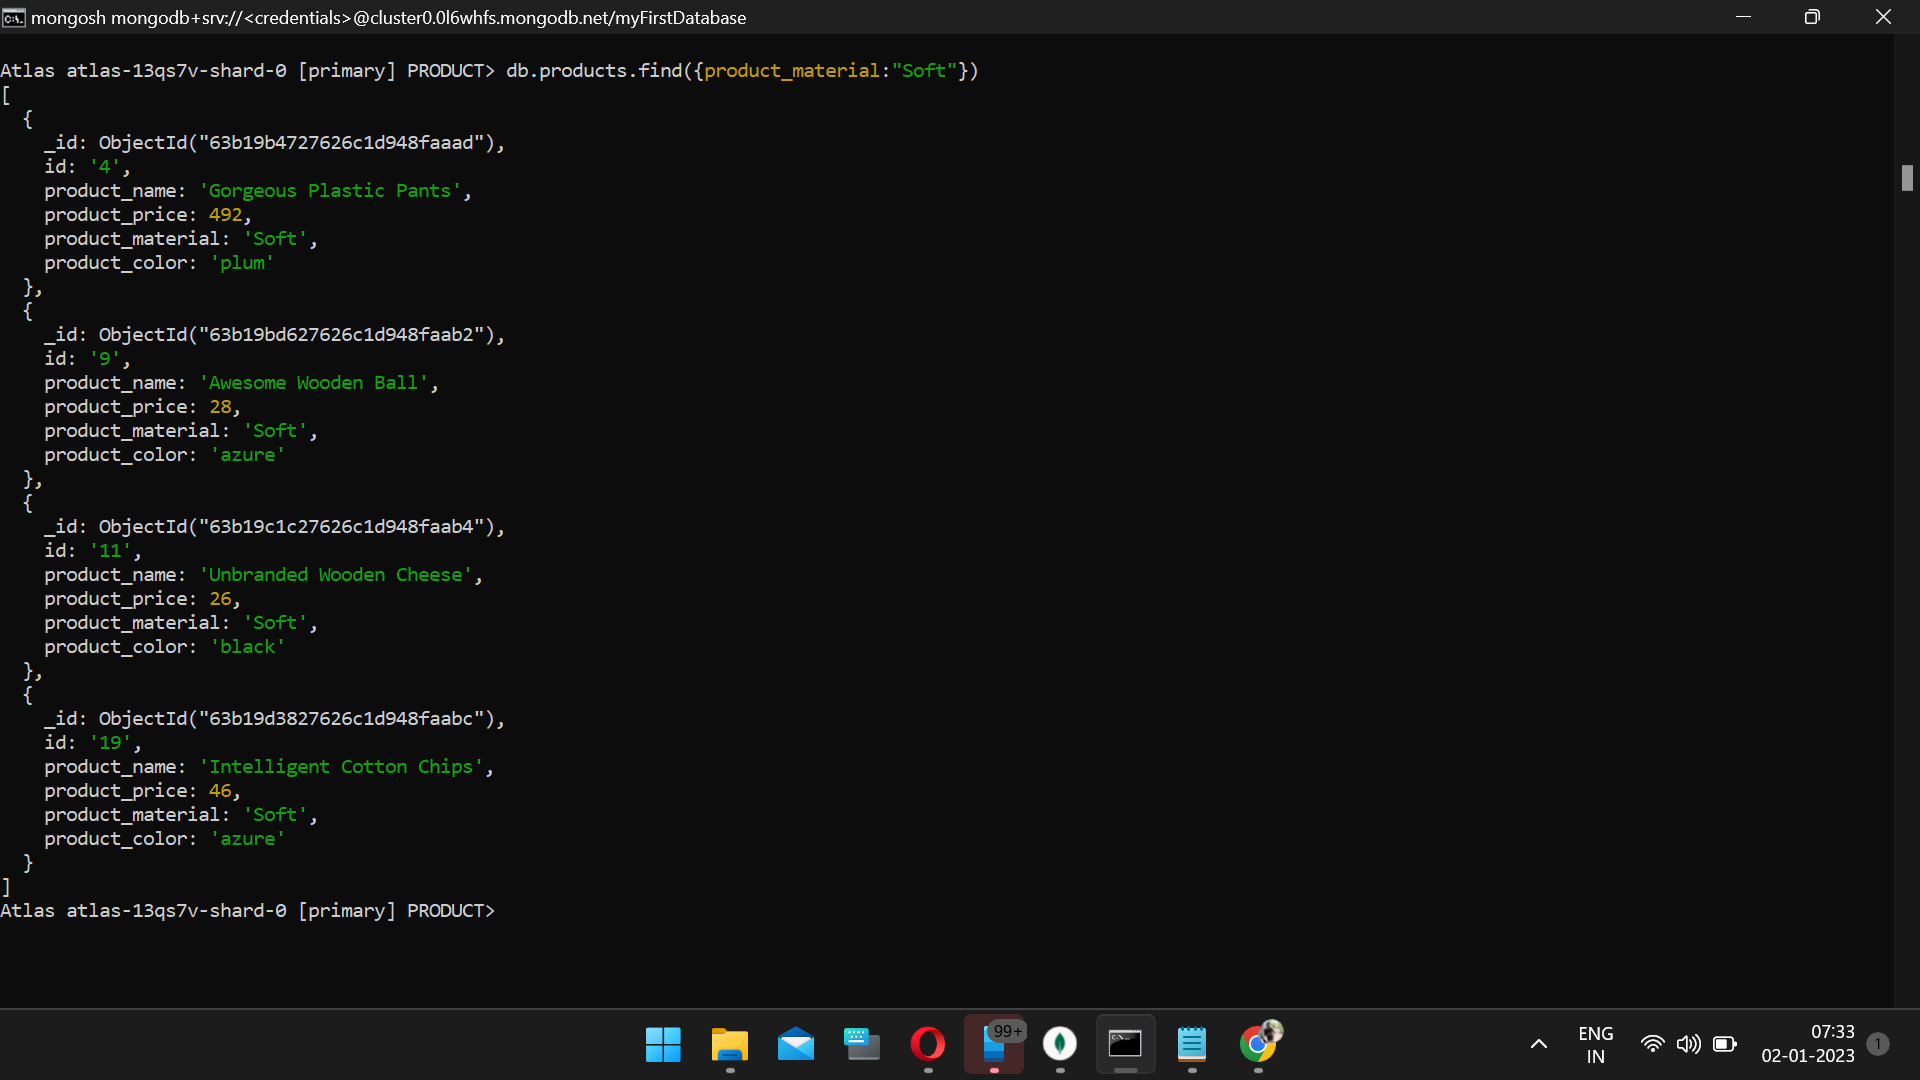 mongosh mongodb+srv://<credentials>@cluster0.0l6whfs.mongodb.net/myFirstDatabase
Atlas atlas-13qs7v-shard-0 [primary] PRODUCT> db.products.find({product_material:"Soft"})
[
  {
    _id: ObjectId("63b19b4727626c1d948faaad"),
    id: '4',
    product_name: 'Gorgeous Plastic Pants',
    product_price: 492,
    product_material: 'Soft',
    product_color: 'plum'
  },
  {
    _id: ObjectId("63b19bd627626c1d948faab2"),
    id: '9',
    product_name: 'Awesome Wooden Ball',
    product_price: 28,
    product_material: 'Soft',
    product_color: 'azure'
  },
  {
    _id: ObjectId("63b19c1c27626c1d948faab4"),
    id: '11',
    product_name: 'Unbranded Wooden Cheese',
    product_price: 26,
    product_material: 'Soft',
    product_color: 'black'
  },
  {
    _id: ObjectId("63b19d3827626c1d948faabc"),
    id: '19',
    product_name: 'Intelligent Cotton Chips',
    product_price: 46,
    product_material: 'Soft',
    product_color: 'azure'
  }
]
Atlas atlas-13qs7v-shard-0 [primary] PRODUCT>
99+
ENG
IN
07:33
02-01-2023
1